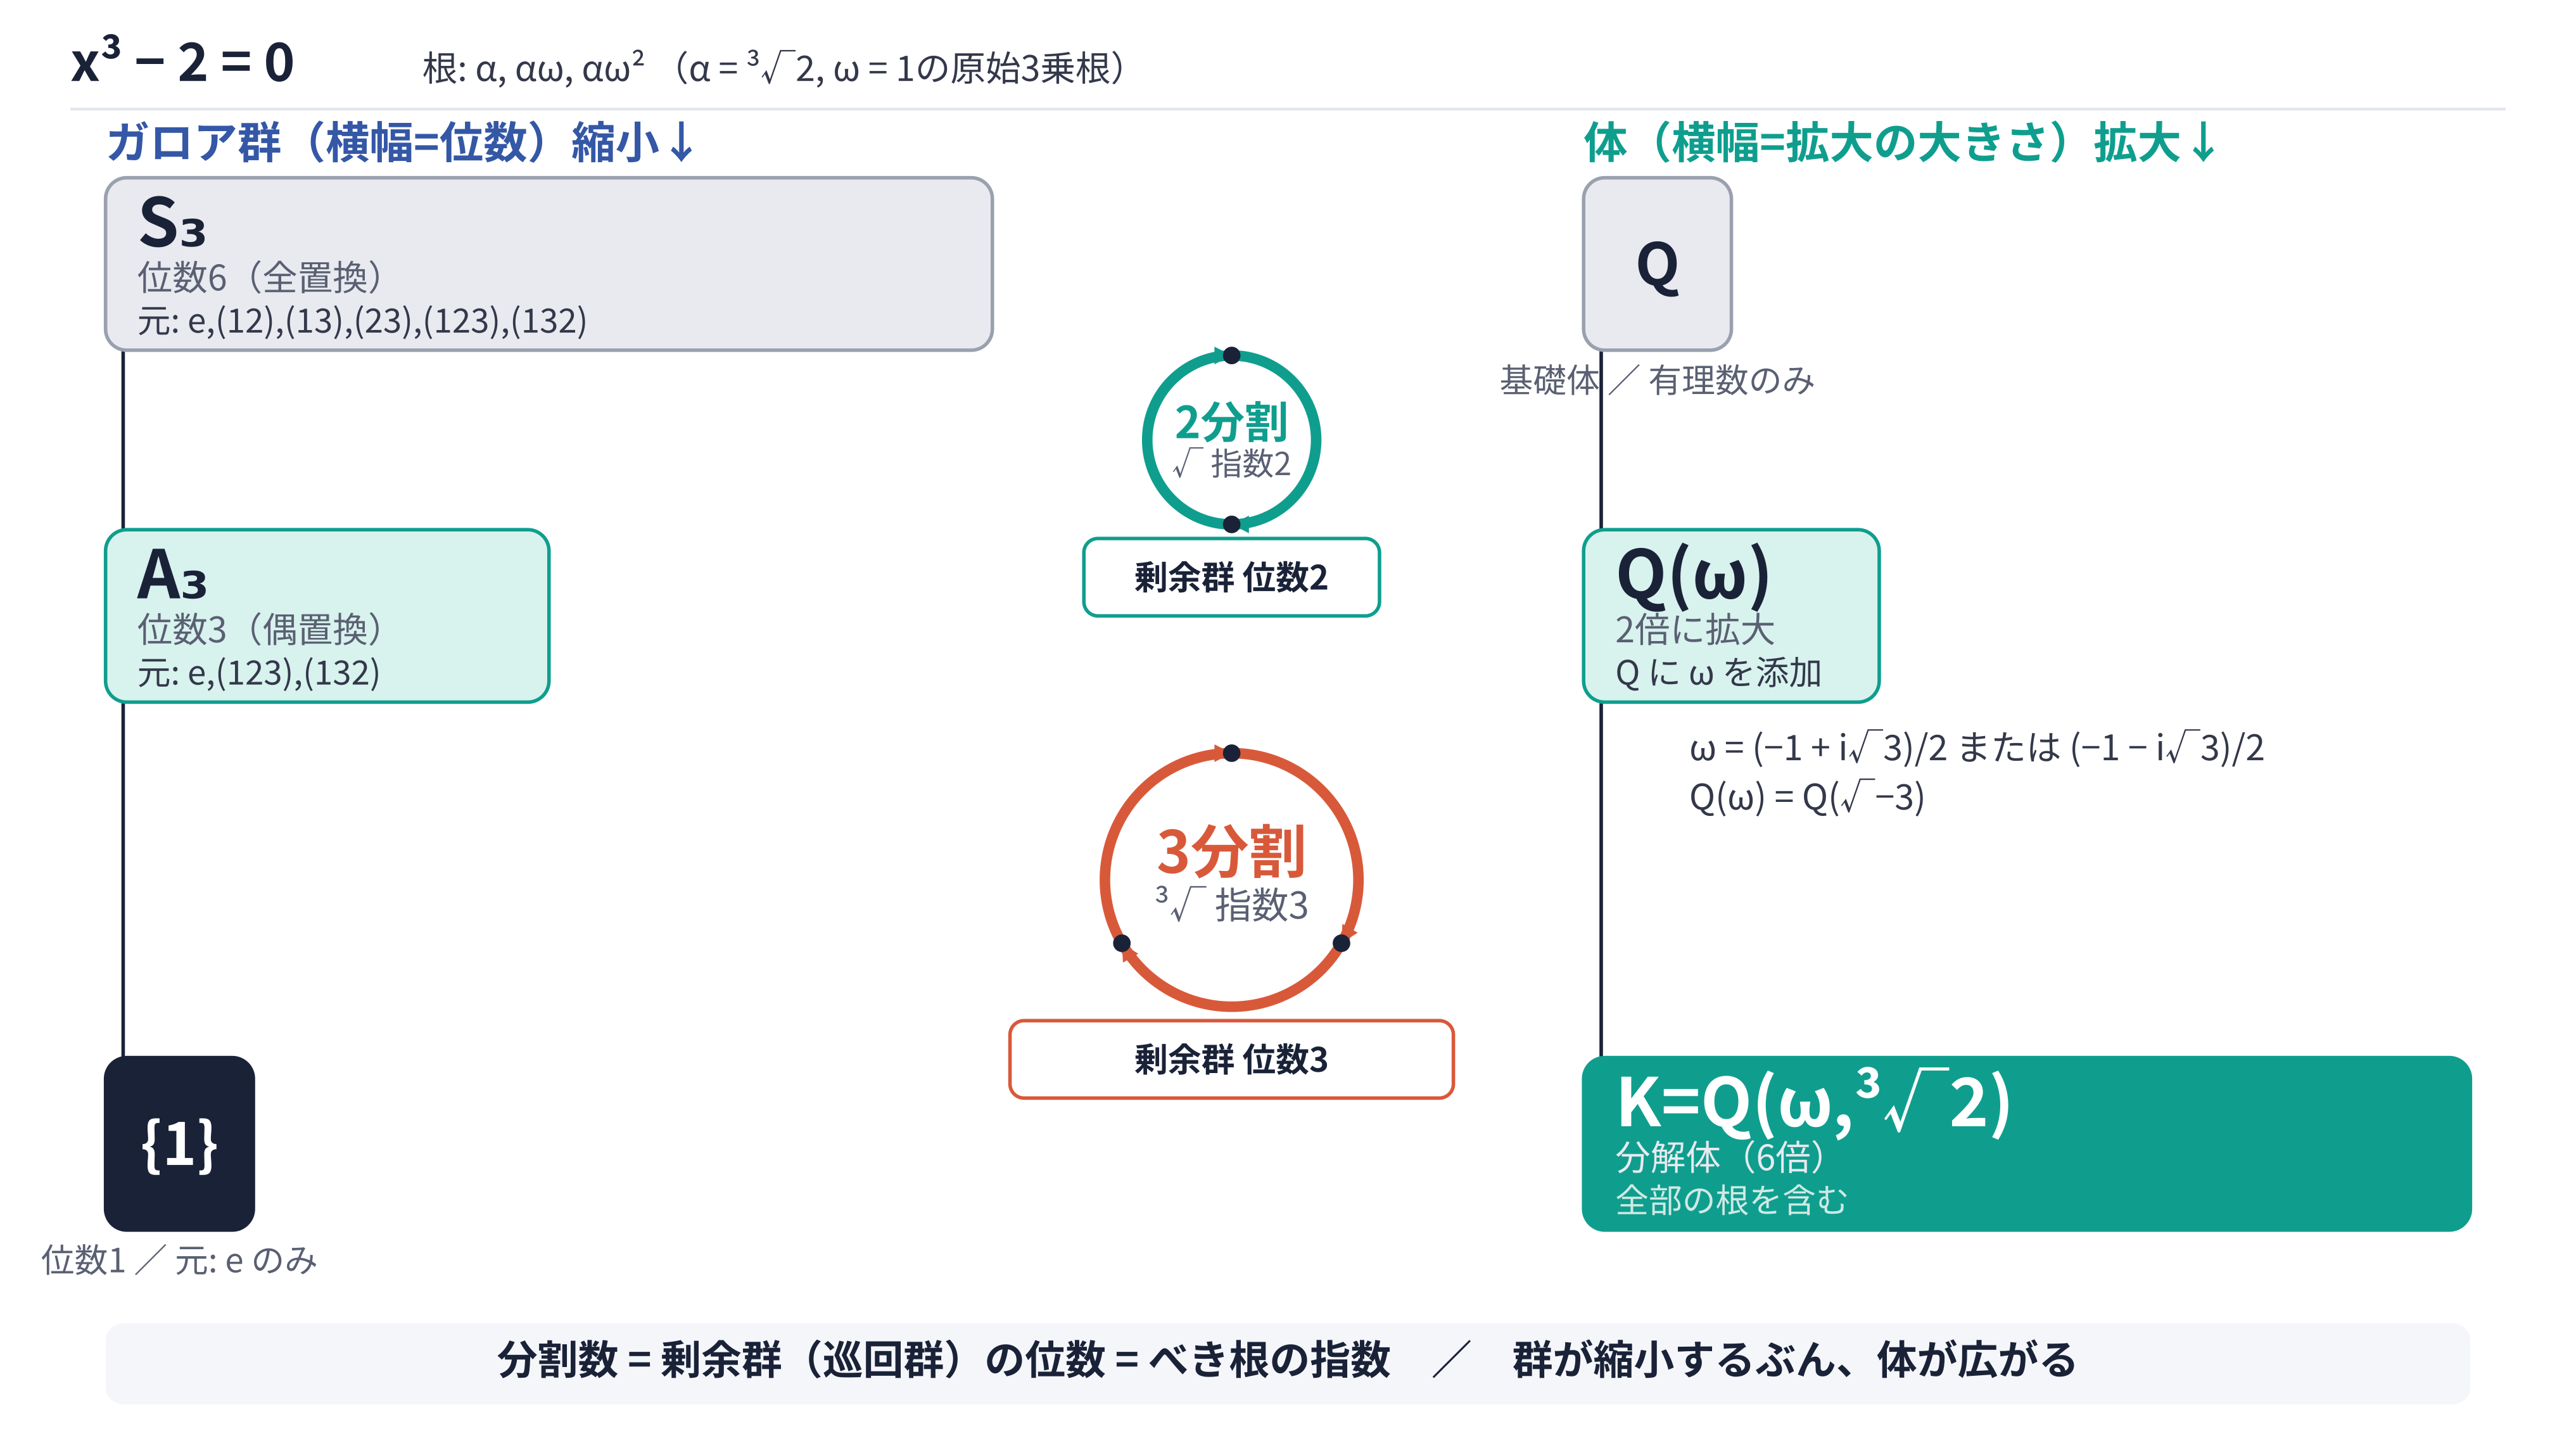 x³ − 2 = 0
根: α, αω, αω² （α = ³√2, ω = 1の原始3乗根）
ガロア群（横幅=位数）縮小↓
S₃
位数6（全置換）
元: e,(12),(13),(23),(123),(132)
A₃
位数3（偶置換）
元: e,(123),(132)
{1}
位数1 ／ 元: e のみ
2分割
√ 指数2
剰余群 位数2
3分割
³√ 指数3
剰余群 位数3
体（横幅=拡大の大きさ）拡大↓
Q
基礎体 ／ 有理数のみ
Q(ω)
2倍に拡大
Q に ω を添加
ω = (−1 + i√3)/2 または (−1 − i√3)/2
Q(ω) = Q(√−3)
K=Q(ω,³√2)
分解体（6倍）
全部の根を含む
分割数 = 剰余群（巡回群）の位数 = べき根の指数　／　群が縮小するぶん、体が広がる